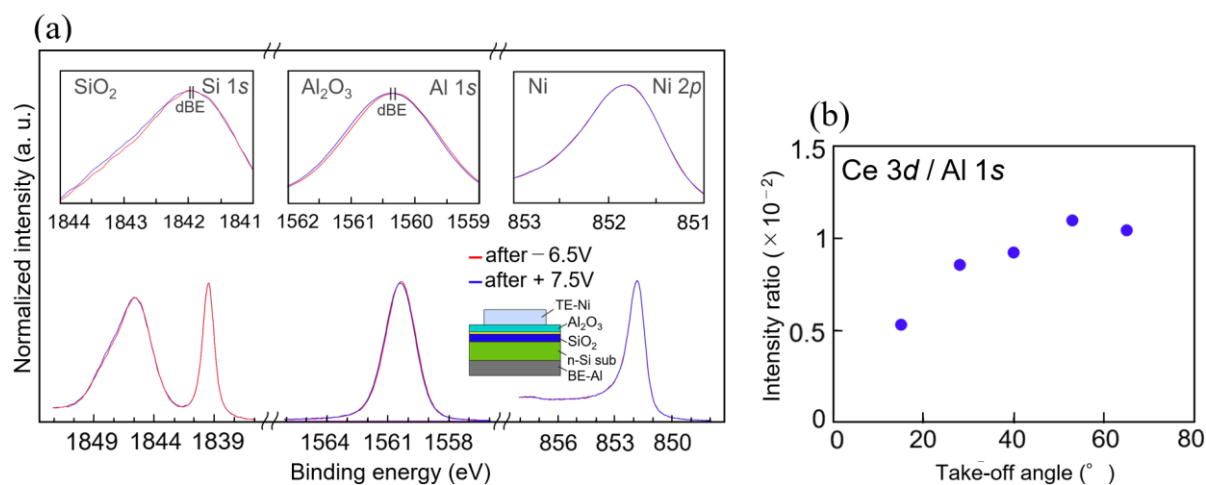 (a)
SiO2 Si 1s
dBE
1844 1843 1842 1841
Al2O3 Al 1s
dBE
1562 1561 1560 1559
Ni Ni 2p
853 852 851
Normalized intensity (a. u.)
after − 6.5V
after + 7.5V
TE-Ni
Al2O3
SiO2
n-Si sub
BE-Al
1849 1844 1839
1564 1561 1558
856 852 850
Binding energy (eV)
(b)
Ce 3d / Al 1s
Intensity ratio (×10−2)
1.5
1
0.5
0
0 20 40 60 80
Take-off angle (°)